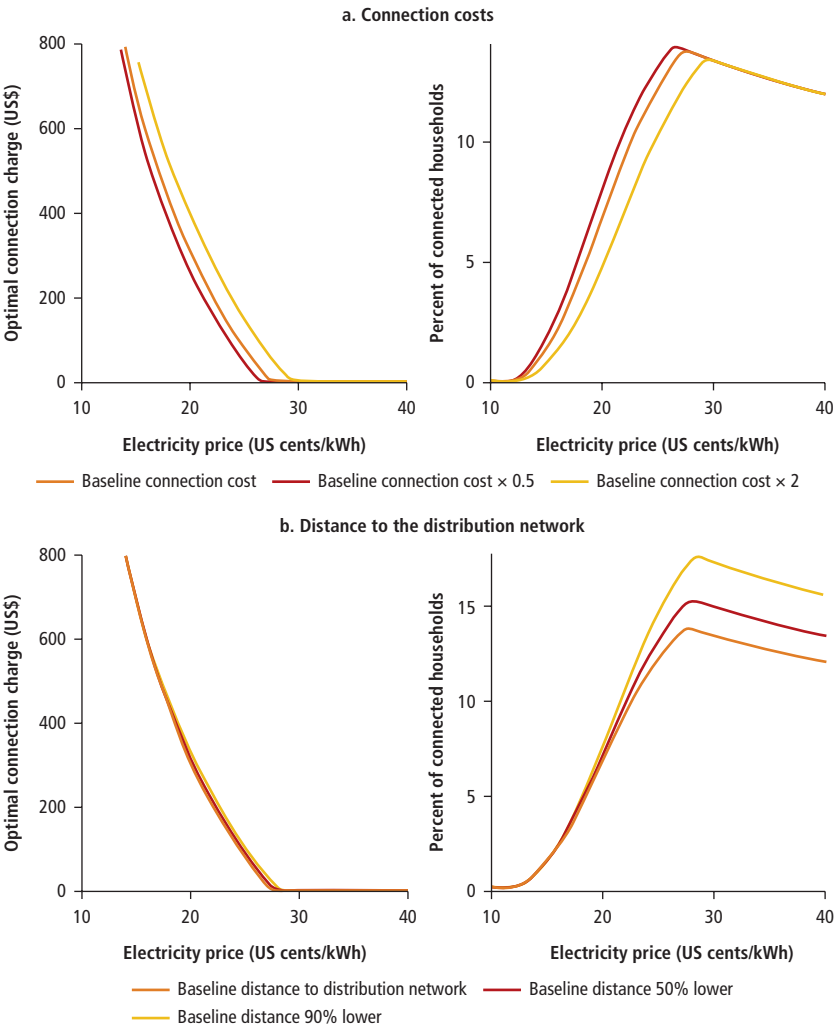 a. Connection costs
Optimal connection charge (US$)
800
600
400
200
0
10 20 30 40
Electricity price (US cents/kWh)
Percent of connected households
10
5
0
10 20 30 40
Electricity price (US cents/kWh)
Baseline connection cost Baseline connection cost × 0.5 Baseline connection cost × 2
b. Distance to the distribution network
Optimal connection charge (US$)
800
600
400
200
0
10 20 30 40
Electricity price (US cents/kWh)
Percent of connected households
15
10
5
0
10 20 30 40
Electricity price (US cents/kWh)
Baseline distance to distribution network Baseline distance 50% lower
Baseline distance 90% lower